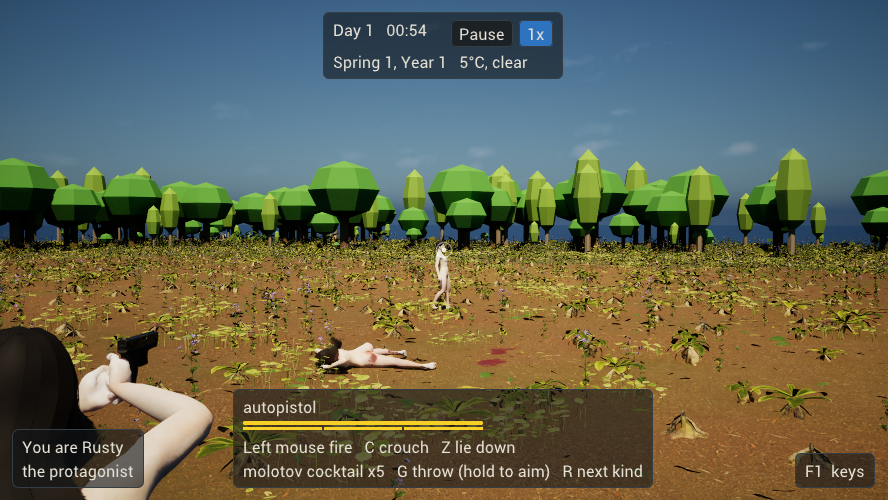 Day 1 00:54 Pause 1x
Spring 1, Year 1 5°C, clear
autopistol
Left mouse fire C crouch Z lie down
molotov cocktail x5 G throw (hold to aim) R next kind
You are Rusty
the protagonist
F1 keys